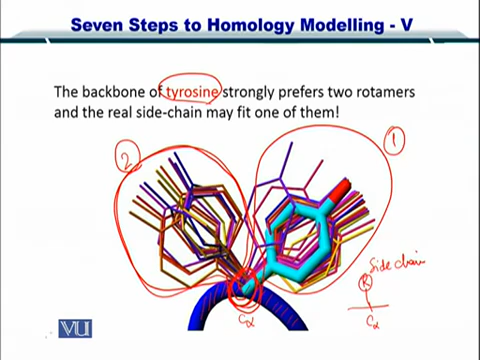 Seven Steps to Homology Modelling - V
The backbone of tyrosine strongly prefers two rotamers
and the real side-chain may fit one of them!
1
2
Side chain
R
Cα
Cα
VU